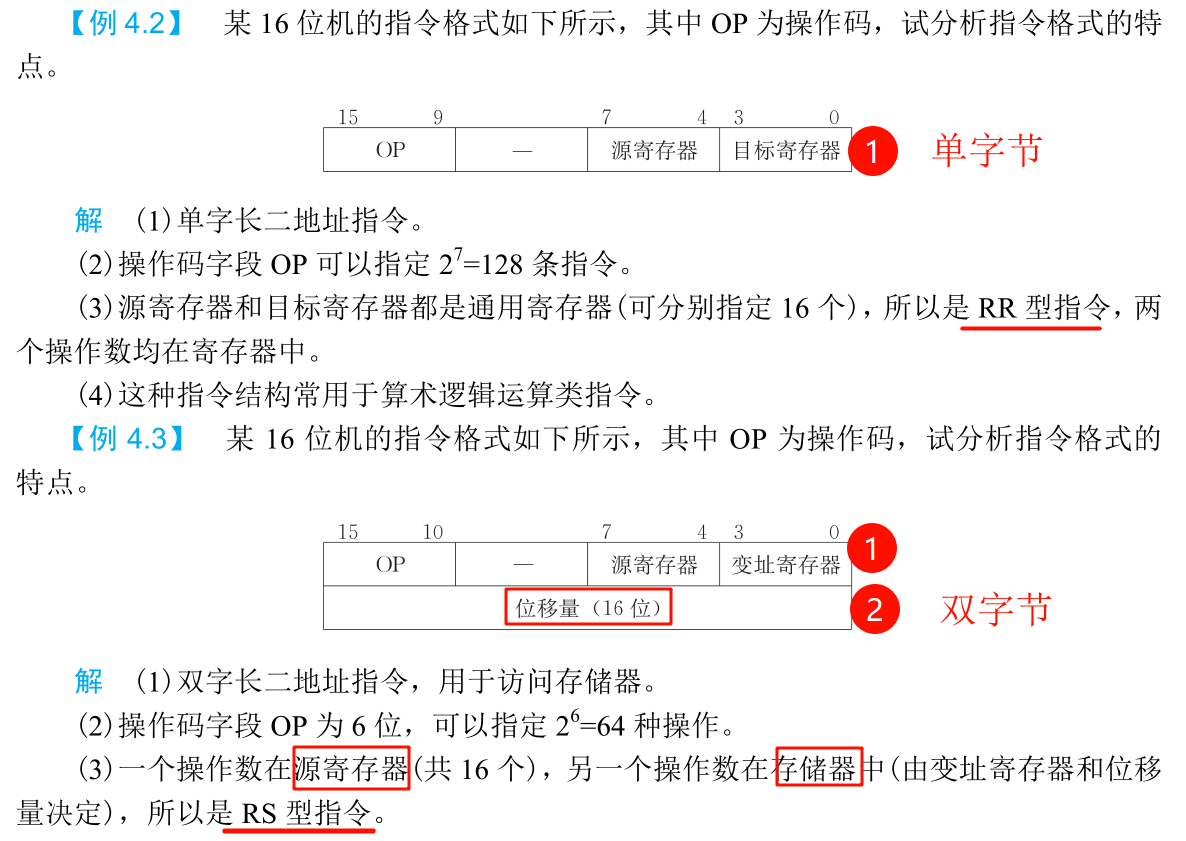 【例 4.2】 某 16 位机的指令格式如下所示，其中 OP 为操作码，试分析指令格式的特
点。
15 9 7 4 3 0
OP — 源寄存器 目标寄存器 1 单字节
解 (1)单字长二地址指令。
(2)操作码字段 OP 可以指定 2⁷=128 条指令。
(3)源寄存器和目标寄存器都是通用寄存器(可分别指定 16 个)，所以是 RR 型指令，两
个操作数均在寄存器中。
(4)这种指令结构常用于算术逻辑运算类指令。
【例 4.3】 某 16 位机的指令格式如下所示，其中 OP 为操作码，试分析指令格式的
特点。
15 10 7 4 3 0
OP — 源寄存器 变址寄存器 1
位移量（16 位） 2 双字节
解 (1)双字长二地址指令，用于访问存储器。
(2)操作码字段 OP 为 6 位，可以指定 2⁶=64 种操作。
(3)一个操作数在源寄存器(共 16 个)，另一个操作数在存储器中(由变址寄存器和位移
量决定)，所以是 RS 型指令。